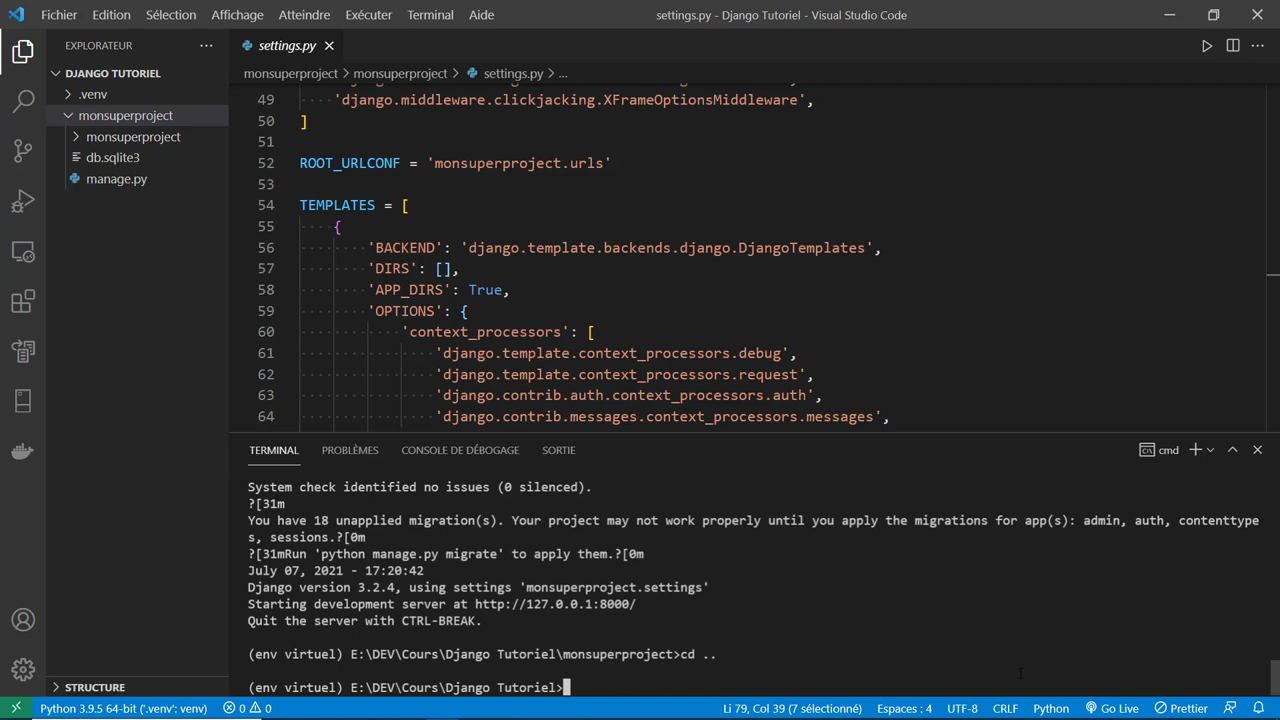 Fichier Edition Sélection Affichage Atteindre Exécuter Terminal Aide
settings.py - Django Tutoriel - Visual Studio Code
EXPLORATEUR
settings.py
DJANGO TUTORIEL
.venv
monsuperproject
monsuperproject
db.sqlite3
manage.py
STRUCTURE
monsuperproject > monsuperproject > settings.py > ...
49 'django.middleware.clickjacking.XFrameOptionsMiddleware',
50 ]
51
52 ROOT_URLCONF = 'monsuperproject.urls'
53
54 TEMPLATES = [
55 {
56 'BACKEND': 'django.template.backends.django.DjangoTemplates',
57 'DIRS': [],
58 'APP_DIRS': True,
59 'OPTIONS': {
60 'context_processors': [
61 'django.template.context_processors.debug',
62 'django.template.context_processors.request',
63 'django.contrib.auth.context_processors.auth',
64 'django.contrib.messages.context_processors.messages',
TERMINAL PROBLÈMES CONSOLE DE DÉBOGAGE SORTIE
cmd
System check identified no issues (0 silenced).
?[31m
You have 18 unapplied migration(s). Your project may not work properly until you apply the migrations for app(s): admin, auth, contenttype
s, sessions.?[0m
?[31mRun 'python manage.py migrate' to apply them.?[0m
July 07, 2021 - 17:20:42
Django version 3.2.4, using settings 'monsuperproject.settings'
Starting development server at http://127.0.0.1:8000/
Quit the server with CTRL-BREAK.
(env virtuel) E:\DEV\Cours\Django Tutoriel\monsuperproject>cd ..
(env virtuel) E:\DEV\Cours\Django Tutoriel>
Python 3.9.5 64-bit ('.venv': venv) 0 0 Li 79, Col 39 (7 sélectionné) Espaces : 4 UTF-8 CRLF Python Go Live Prettier